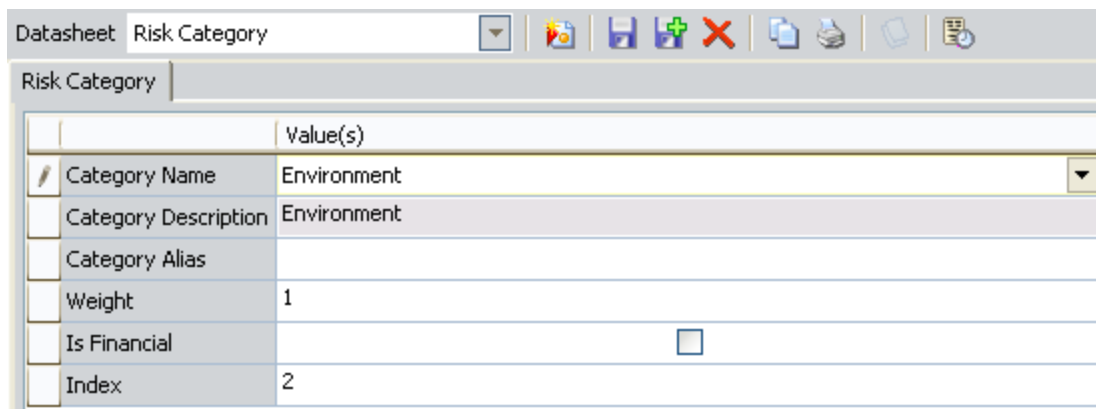 Datasheet Risk Category
Risk Category
Value(s)
Category Name Environment
Category Description Environment
Category Alias
Weight 1
Is Financial
Index 2